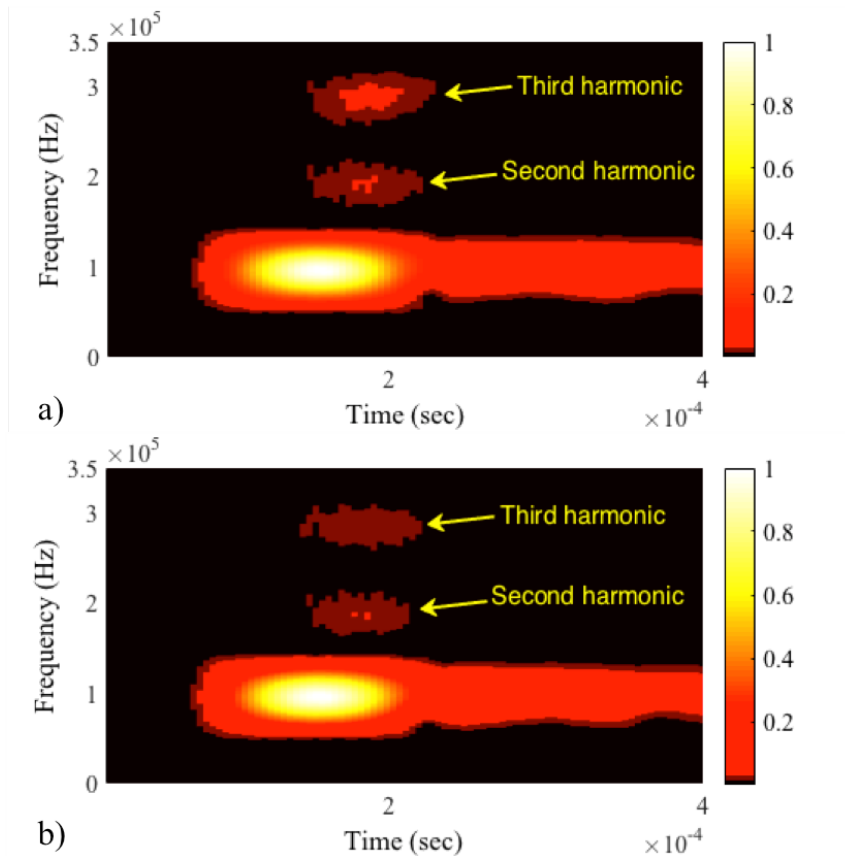 ×10⁵
3.5
3
2
1
0
Frequency (Hz)
Third harmonic
Second harmonic
1
0.8
0.6
0.4
0.2
2
4
Time (sec)
×10⁻⁴
a)
×10⁵
3.5
3
2
1
0
Frequency (Hz)
Third harmonic
Second harmonic
1
0.8
0.6
0.4
0.2
2
4
Time (sec)
×10⁻⁴
b)